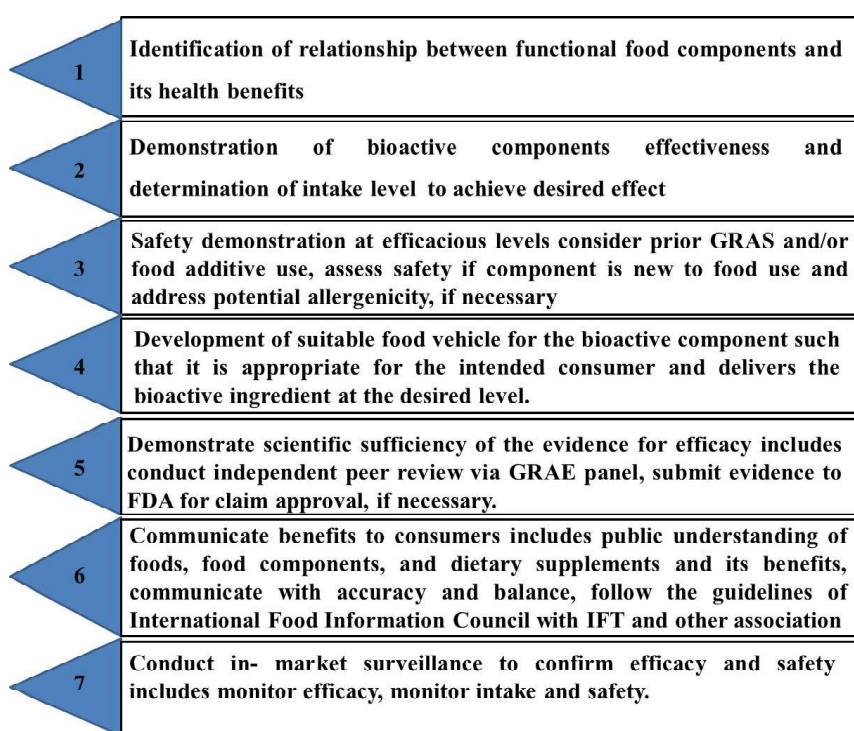 1
Identification of relationship between functional food components and
its health benefits
2
Demonstration of bioactive components effectiveness and
determination of intake level to achieve desired effect
3
Safety demonstration at efficacious levels consider prior GRAS and/or
food additive use, assess safety if component is new to food use and
address potential allergenicity, if necessary
4
Development of suitable food vehicle for the bioactive component such
that it is appropriate for the intended consumer and delivers the
bioactive ingredient at the desired level.
5
Demonstrate scientific sufficiency of the evidence for efficacy includes
conduct independent peer review via GRAE panel, submit evidence to
FDA for claim approval, if necessary.
6
Communicate benefits to consumers includes public understanding of
foods, food components, and dietary supplements and its benefits,
communicate with accuracy and balance, follow the guidelines of
International Food Information Council with IFT and other association
7
Conduct in- market surveillance to confirm efficacy and safety
includes monitor efficacy, monitor intake and safety.